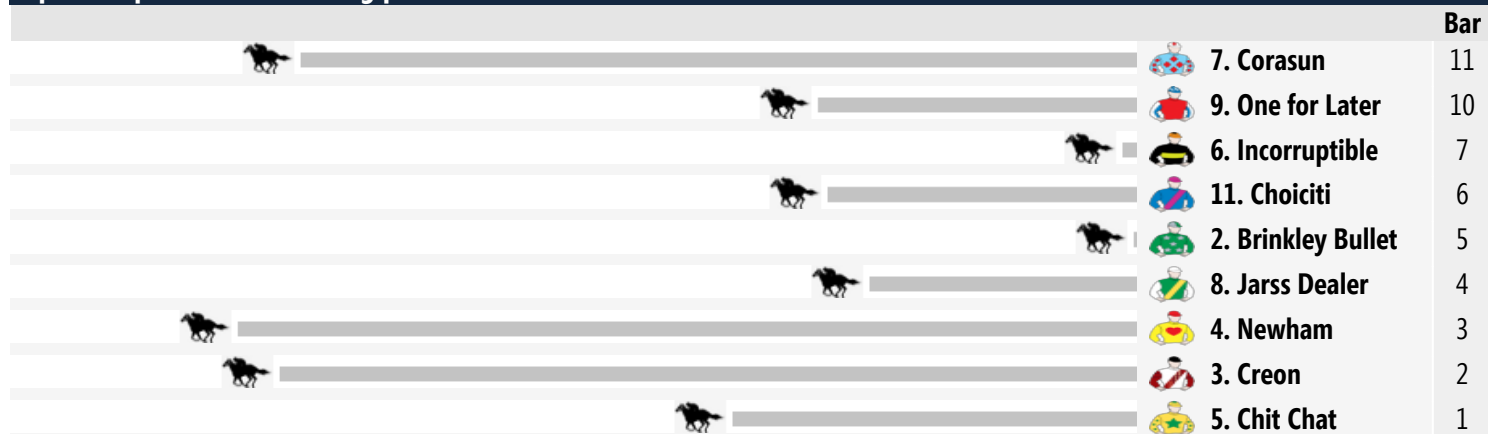 Bar
7. Corasun 11
9. One for Later 10
6. Incorruptible 7
11. Choiciti 6
2. Brinkley Bullet 5
8. Jarss Dealer 4
4. Newham 3
3. Creon 2
5. Chit Chat 1